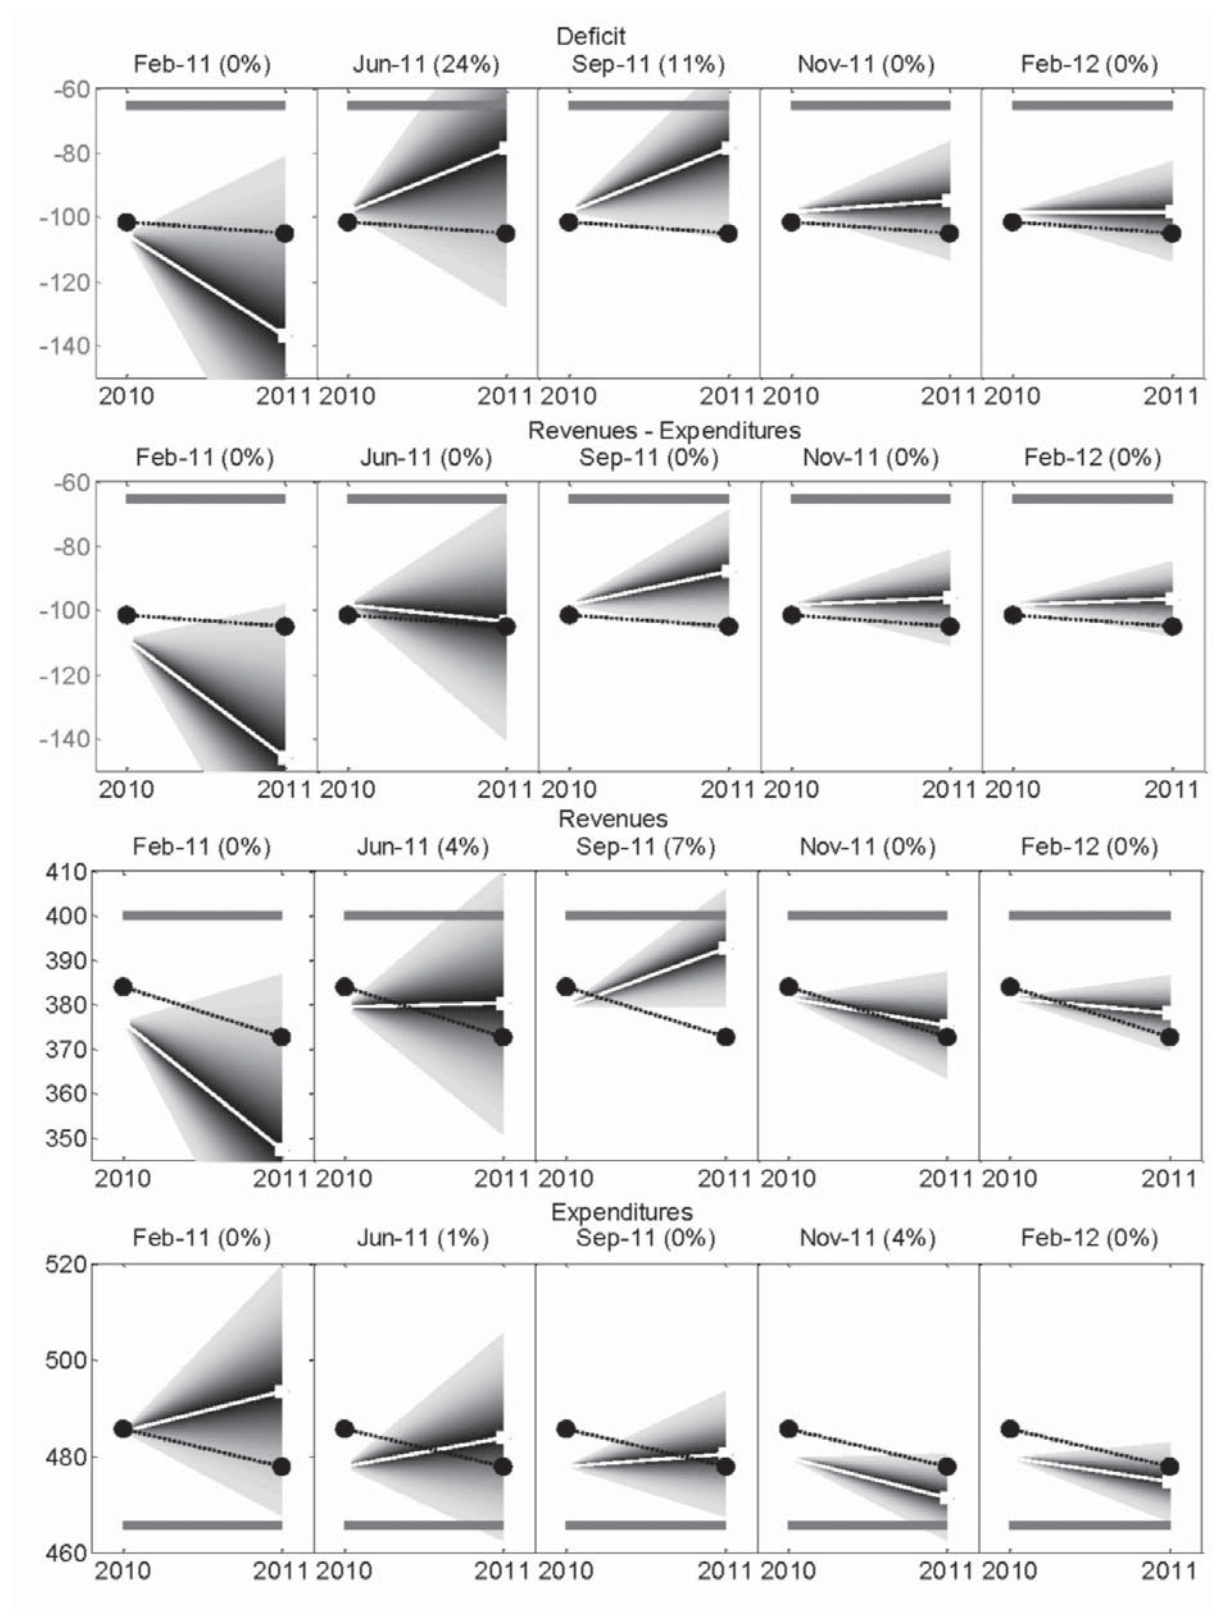 Deficit
Feb-11 (0%) Jun-11 (24%) Sep-11 (11%) Nov-11 (0%) Feb-12 (0%)
-60
-80
-100
-120
-140
2010 2011 2010 2011 2010 2011 2010 2011 2010 2011
Revenues - Expenditures
Feb-11 (0%) Jun-11 (0%) Sep-11 (0%) Nov-11 (0%) Feb-12 (0%)
-60
-80
-100
-120
-140
2010 2011 2010 2011 2010 2011 2010 2011 2010 2011
Revenues
Feb-11 (0%) Jun-11 (4%) Sep-11 (7%) Nov-11 (0%) Feb-12 (0%)
410
400
390
380
370
360
350
2010 2011 2010 2011 2010 2011 2010 2011 2010 2011
Expenditures
Feb-11 (0%) Jun-11 (1%) Sep-11 (0%) Nov-11 (4%) Feb-12 (0%)
520
500
480
460
2010 2011 2010 2011 2010 2011 2010 2011 2010 2011